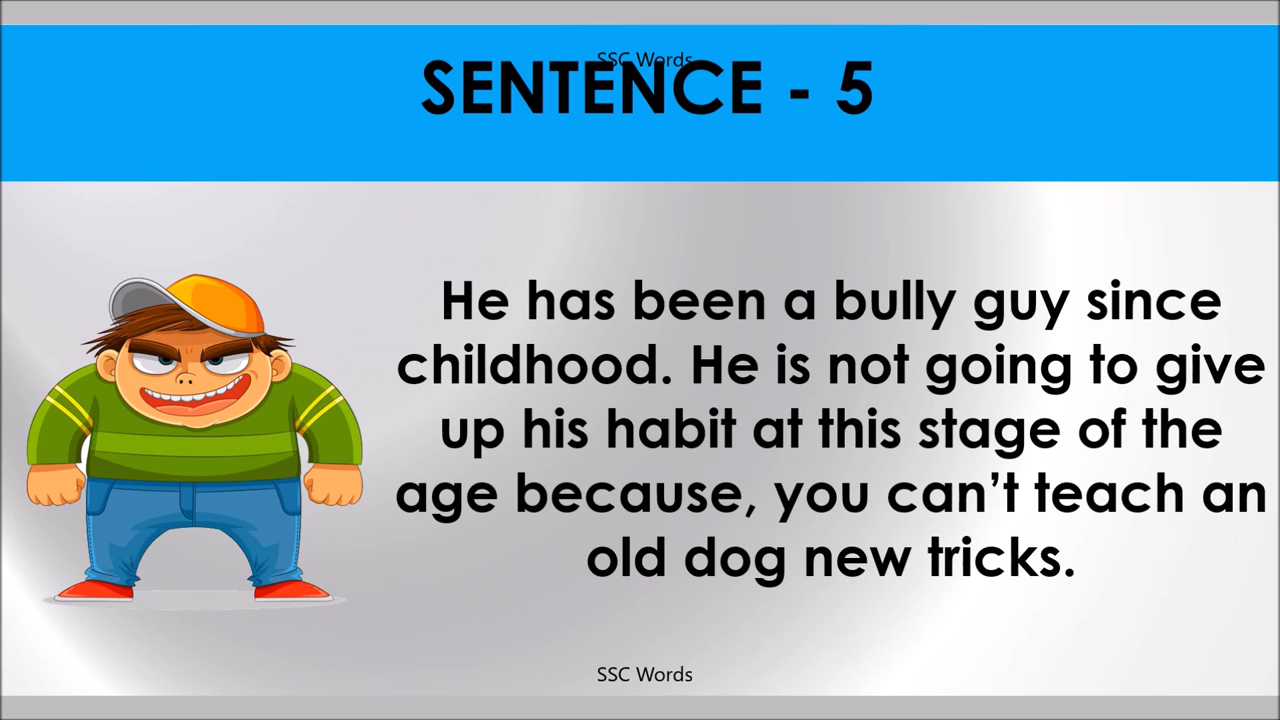 SSC Words
SENTENCE - 5
He has been a bully guy since
childhood. He is not going to give
up his habit at this stage of the
age because, you can’t teach an
old dog new tricks.
SSC Words